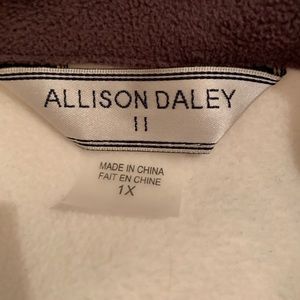 ALLISON DALEY
II
MADE IN CHINA
FAIT EN CHINE
1X